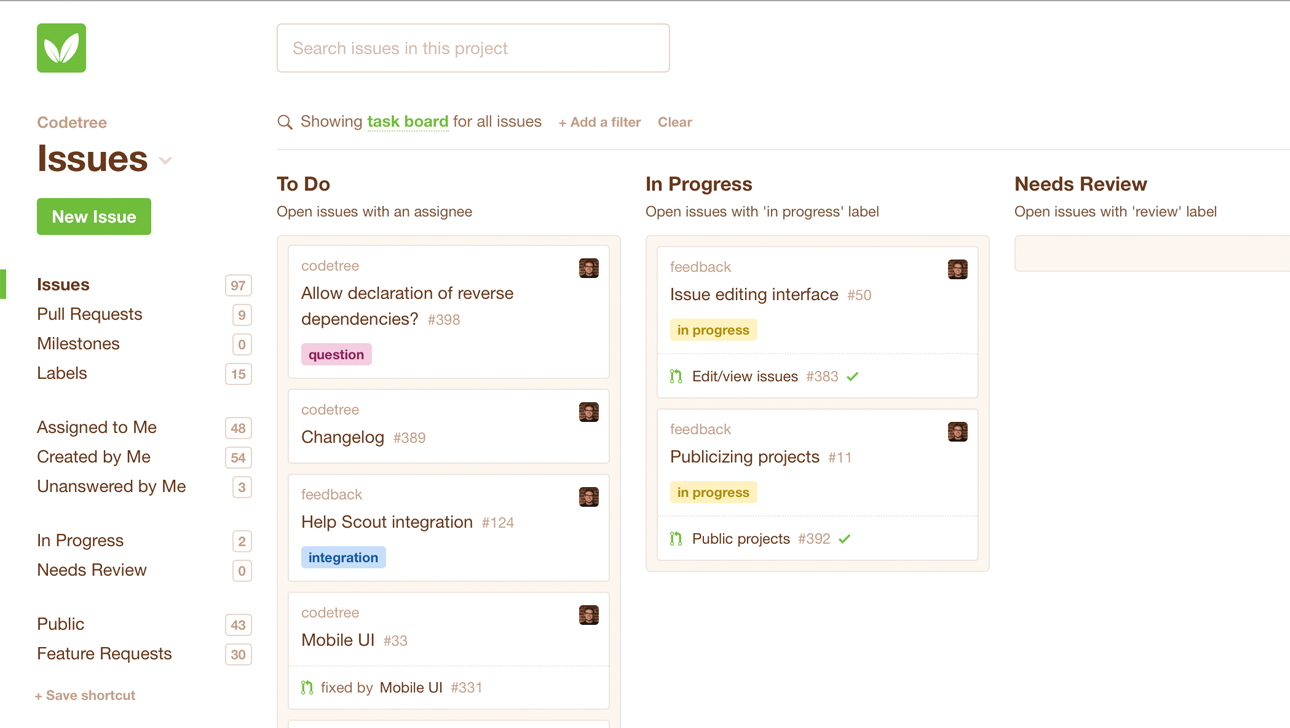 Search issues in this project
Codetree
Issues
New Issue
Issues 97
Pull Requests 9
Milestones 0
Labels 15
Assigned to Me 48
Created by Me 54
Unanswered by Me 3
In Progress 2
Needs Review 0
Public 43
Feature Requests 30
+ Save shortcut
Showing task board for all issues + Add a filter Clear
To Do
Open issues with an assignee
codetree
Allow declaration of reverse
dependencies? #398
question
codetree
Changelog #389
feedback
Help Scout integration #124
integration
codetree
Mobile UI #33
fixed by Mobile UI #331
In Progress
Open issues with 'in progress' label
feedback
Issue editing interface #50
in progress
Edit/view issues #383
feedback
Publicizing projects #11
in progress
Public projects #392
Needs Review
Open issues with 'review' label